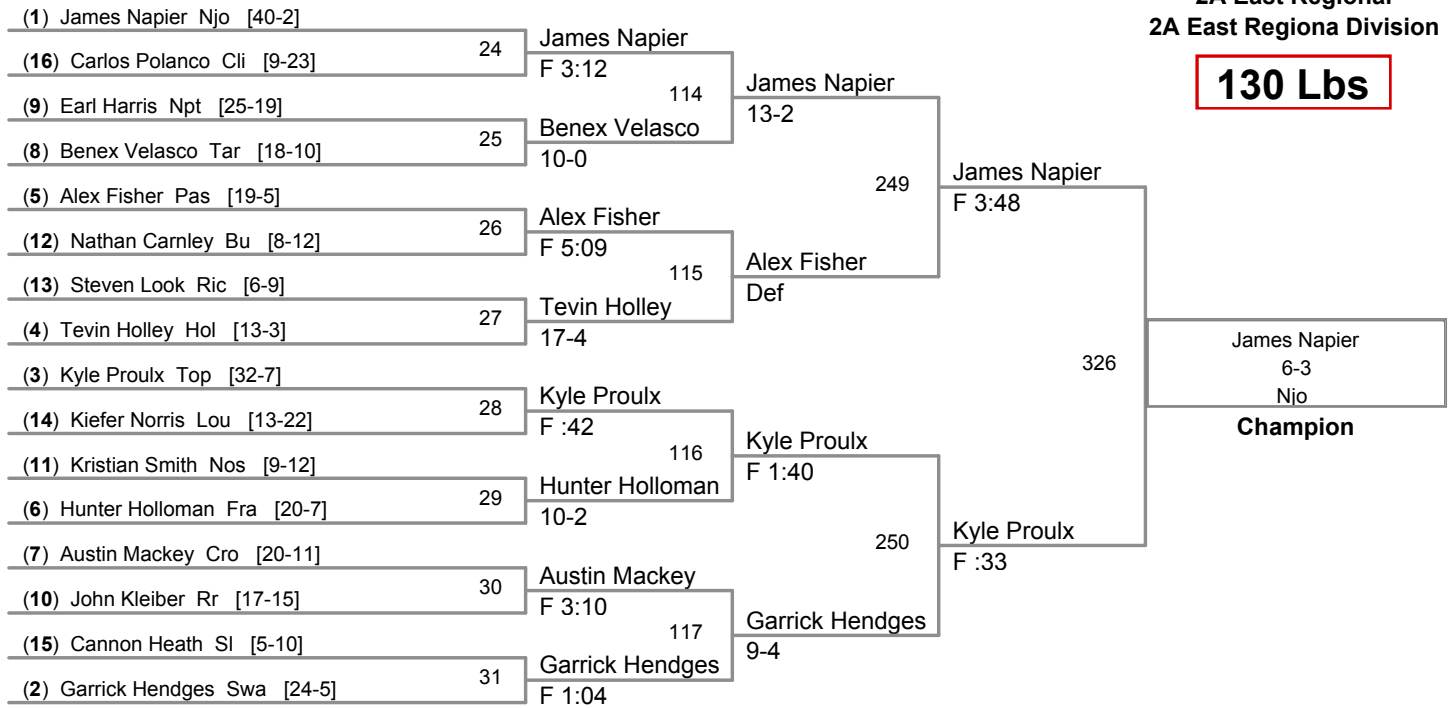 2A East Regional
2A East Regiona Division
130 Lbs
(1) James Napier Njo [40-2]
(16) Carlos Polanco Cli [9-23]
(9) Earl Harris Npt [25-19]
(8) Benex Velasco Tar [18-10]
(5) Alex Fisher Pas [19-5]
(12) Nathan Carnley Bu [8-12]
(13) Steven Look Ric [6-9]
(4) Tevin Holley Hol [13-3]
(3) Kyle Proulx Top [32-7]
(14) Kiefer Norris Lou [13-22]
(11) Kristian Smith Nos [9-12]
(6) Hunter Holloman Fra [20-7]
(7) Austin Mackey Cro [20-11]
(10) John Kleiber Rr [17-15]
(15) Cannon Heath Sl [5-10]
(2) Garrick Hendges Swa [24-5]
24
25
26
27
28
29
30
31
James Napier
F 3:12
Benex Velasco
10-0
Alex Fisher
F 5:09
Tevin Holley
17-4
Kyle Proulx
F :42
Hunter Holloman
10-2
Austin Mackey
F 3:10
Garrick Hendges
F 1:04
114
115
116
117
James Napier
13-2
Alex Fisher
Def
Kyle Proulx
F 1:40
Garrick Hendges
9-4
249
250
James Napier
F 3:48
Kyle Proulx
F :33
326
James Napier
6-3
Njo
Champion